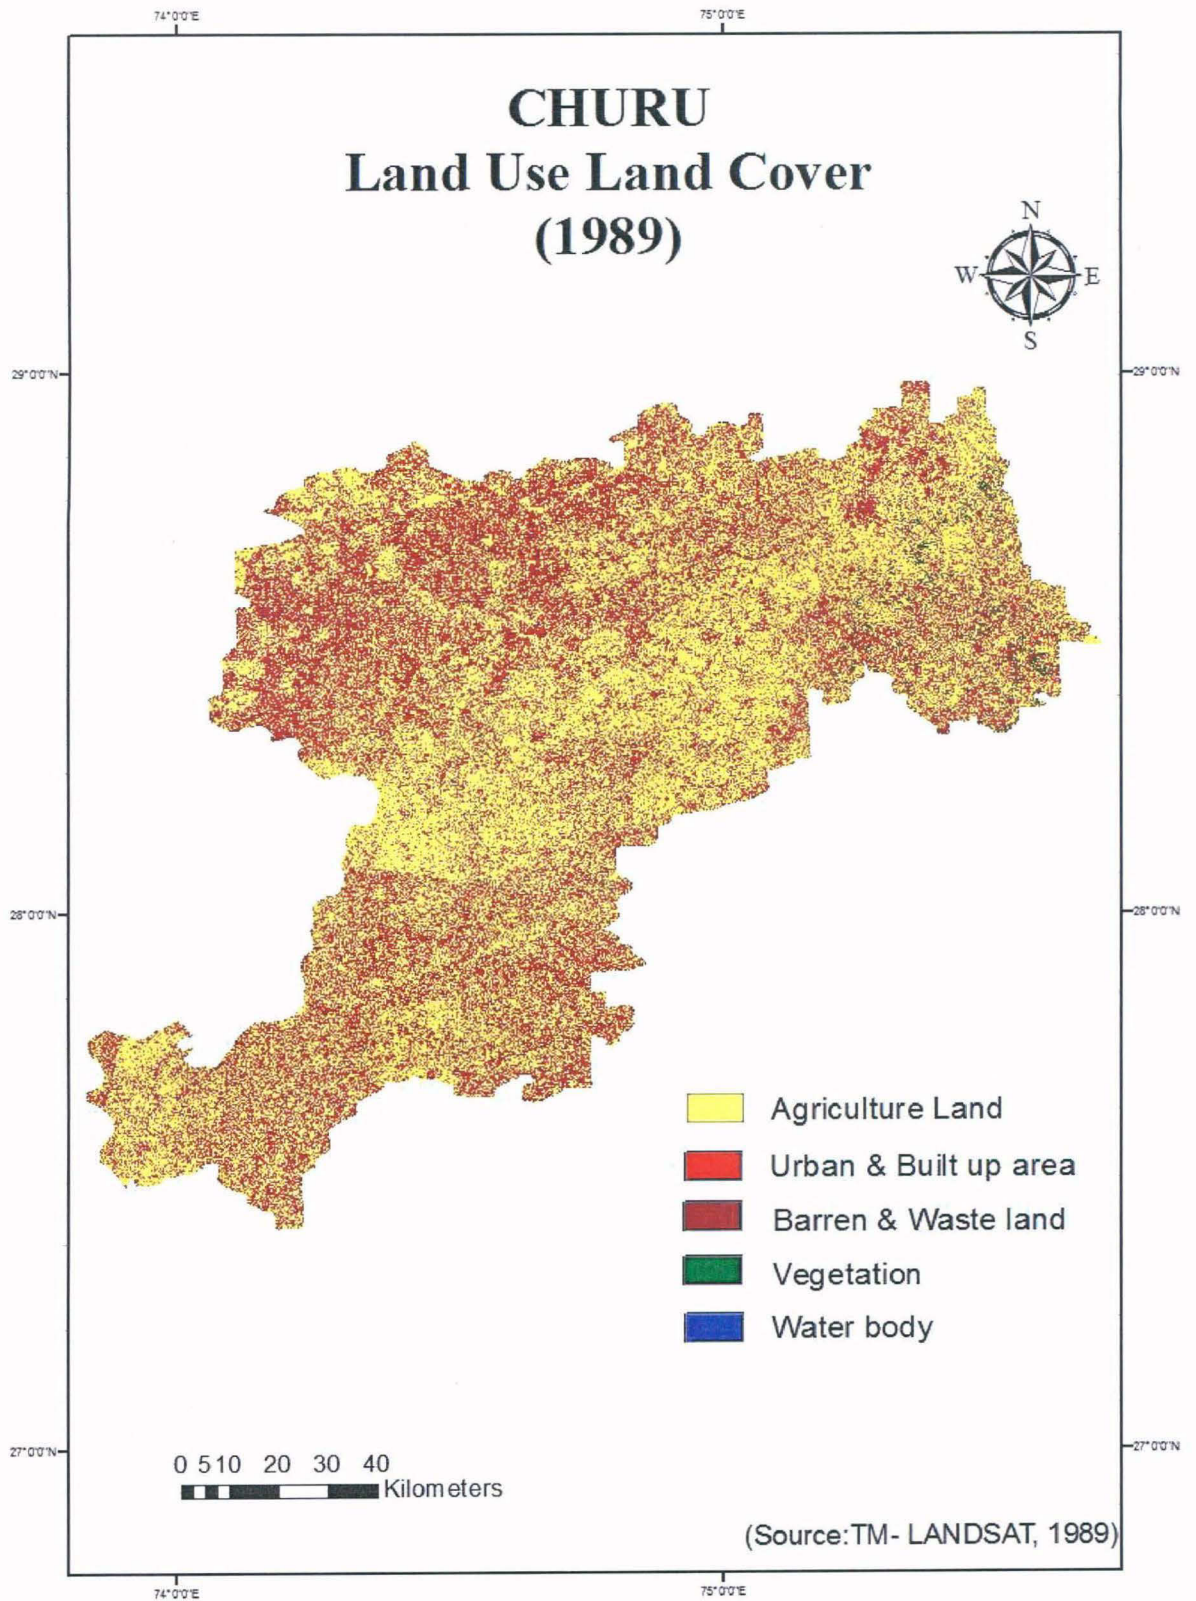 74°0'0"E 75°0'0"E
CHURU
Land Use Land Cover
(1989)
N
W E
S
29°0'0"N 29°0'0"N
28°0'0"N 28°0'0"N
Agriculture Land
Urban & Built up area
Barren & Waste land
Vegetation
Water body
27°0'0"N 27°0'0"N
0 5 10 20 30 40
Kilometers
(Source:TM- LANDSAT, 1989)
74°0'0"E 75°0'0"E